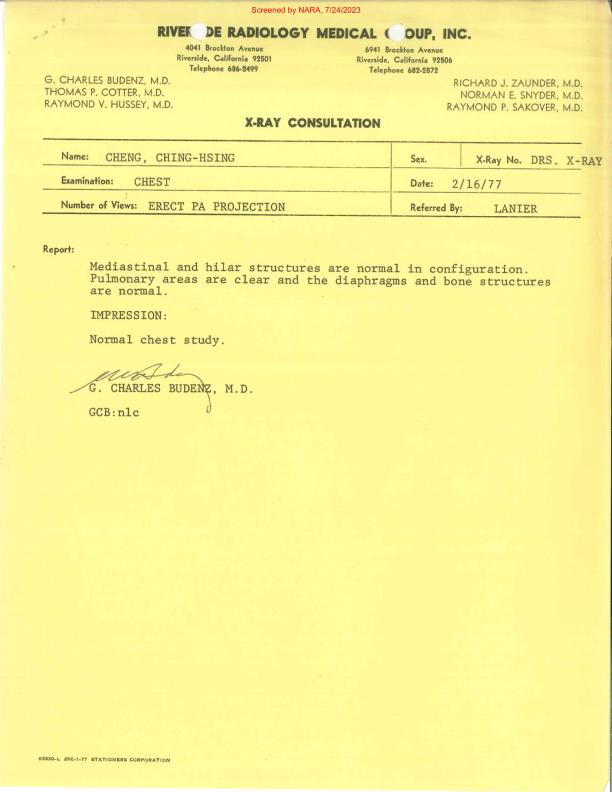 Screened by NARA, 7/24/2023
RIVER DE RADIOLOGY MEDICAL OUP, INC.
4041 Brockton Avenue 6941 Brockton Avenue
Riverside, California 92501 Riverside, California 92506
Telephone 686-2499 Telephone 682-2872
G. CHARLES BUDENZ, M.D. RICHARD J. ZAUNDER, M.D.
THOMAS P. COTTER, M.D. NORMAN E. SNYDER, M.D.
RAYMOND V. HUSSEY, M.D. RAYMOND P. SAKOVER, M.D.
X-RAY CONSULTATION
Name: CHENG, CHING-HSING Sex. X-Ray No. DRS. X-RAY
Examination: CHEST Date: 2/16/77
Number of Views: ERECT PA PROJECTION Referred By: LANIER
Report:
Mediastinal and hilar structures are normal in configuration.
Pulmonary areas are clear and the diaphragms and bone structures
are normal.
IMPRESSION:
Normal chest study.
G. CHARLES BUDENZ, M.D.
GCB:nlc
K9330-L 25C-1-77 STATIONERS CORPORATION